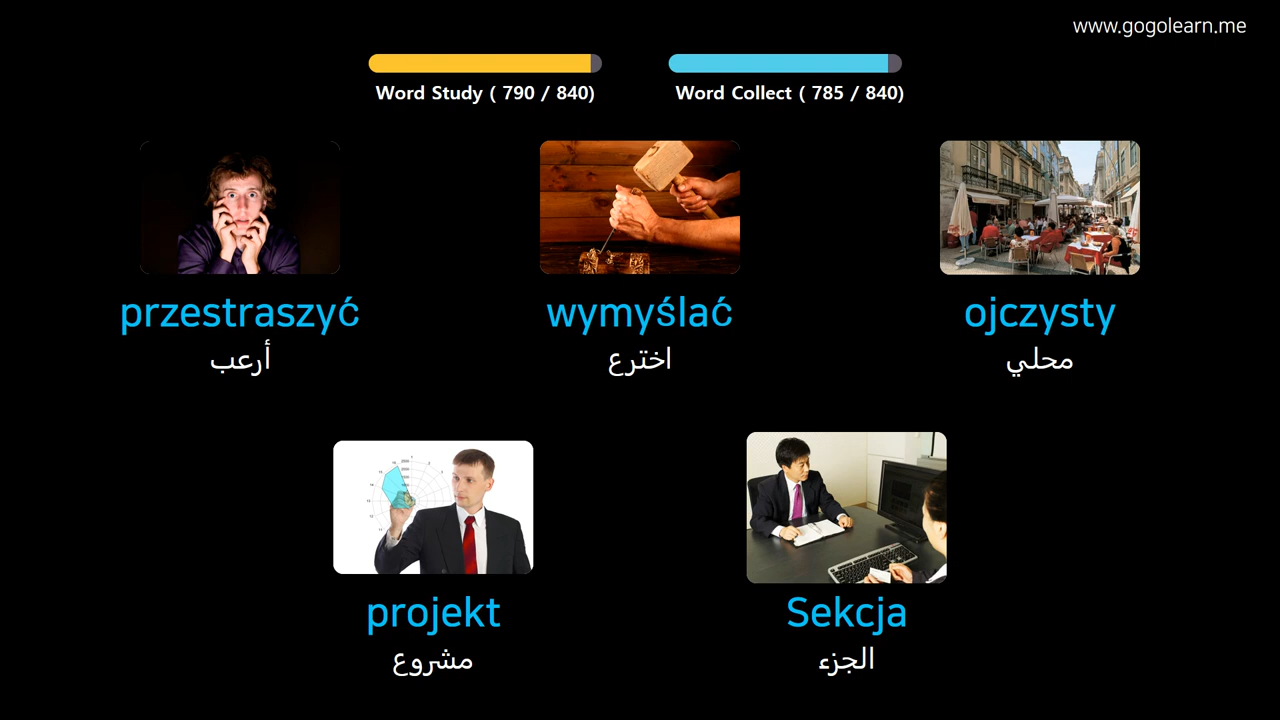 www.gogolearn.me
Word Study ( 790 / 840)
Word Collect ( 785 / 840)
przestraszyć
أرعب
wymyślać
اخترع
ojczysty
محلي
projekt
مشروع
Sekcja
الجزء